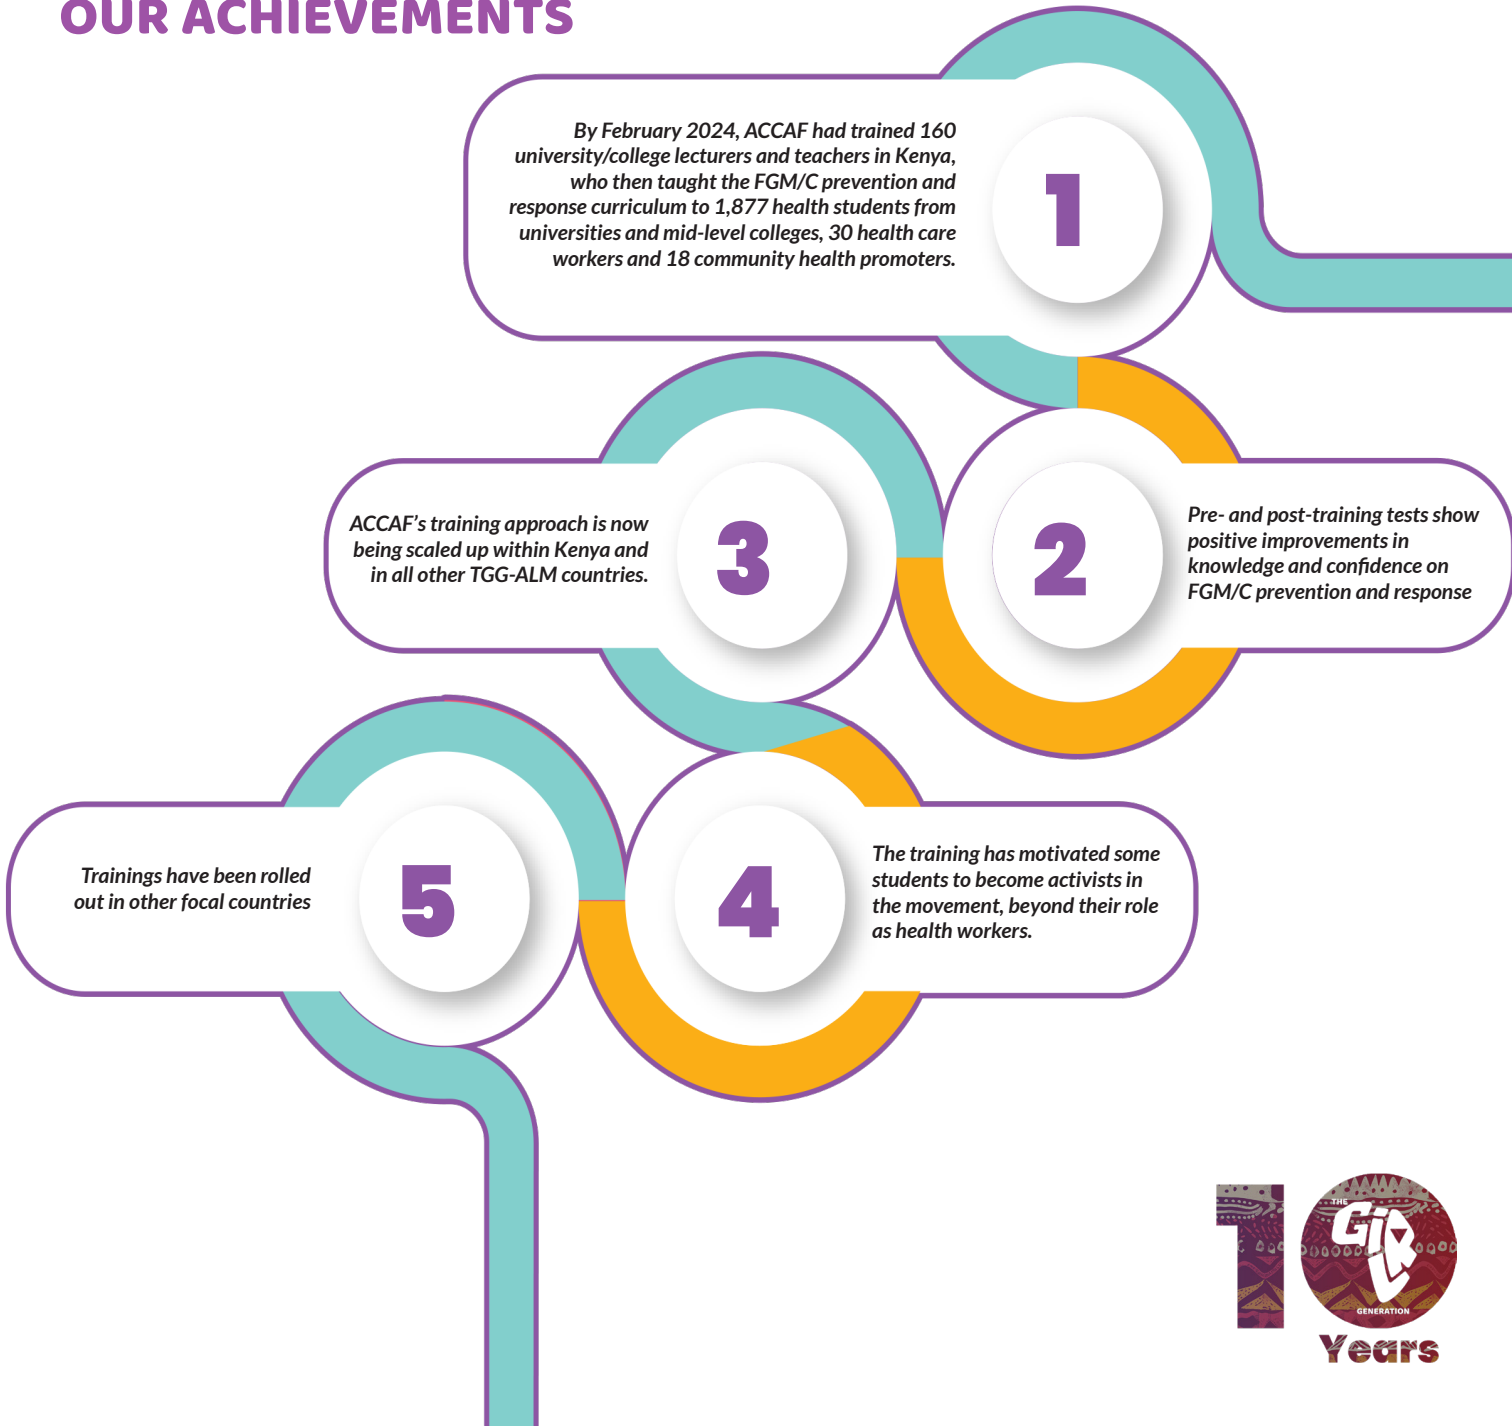 OUR ACHIEVEMENTS
By February 2024, ACCAF had trained 160
university/college lecturers and teachers in Kenya,
who then taught the FGM/C prevention and
response curriculum to 1,877 health students from
universities and mid-level colleges, 30 health care
workers and 18 community health promoters.
1
Pre- and post-training tests show
positive improvements in
knowledge and confidence on
FGM/C prevention and response
2
ACCAF’s training approach is now
being scaled up within Kenya and
in all other TGG-ALM countries.
3
The training has motivated some
students to become activists in
the movement, beyond their role
as health workers.
4
Trainings have been rolled
out in other focal countries
5
10
THE
GIRL
GENERATION
Years